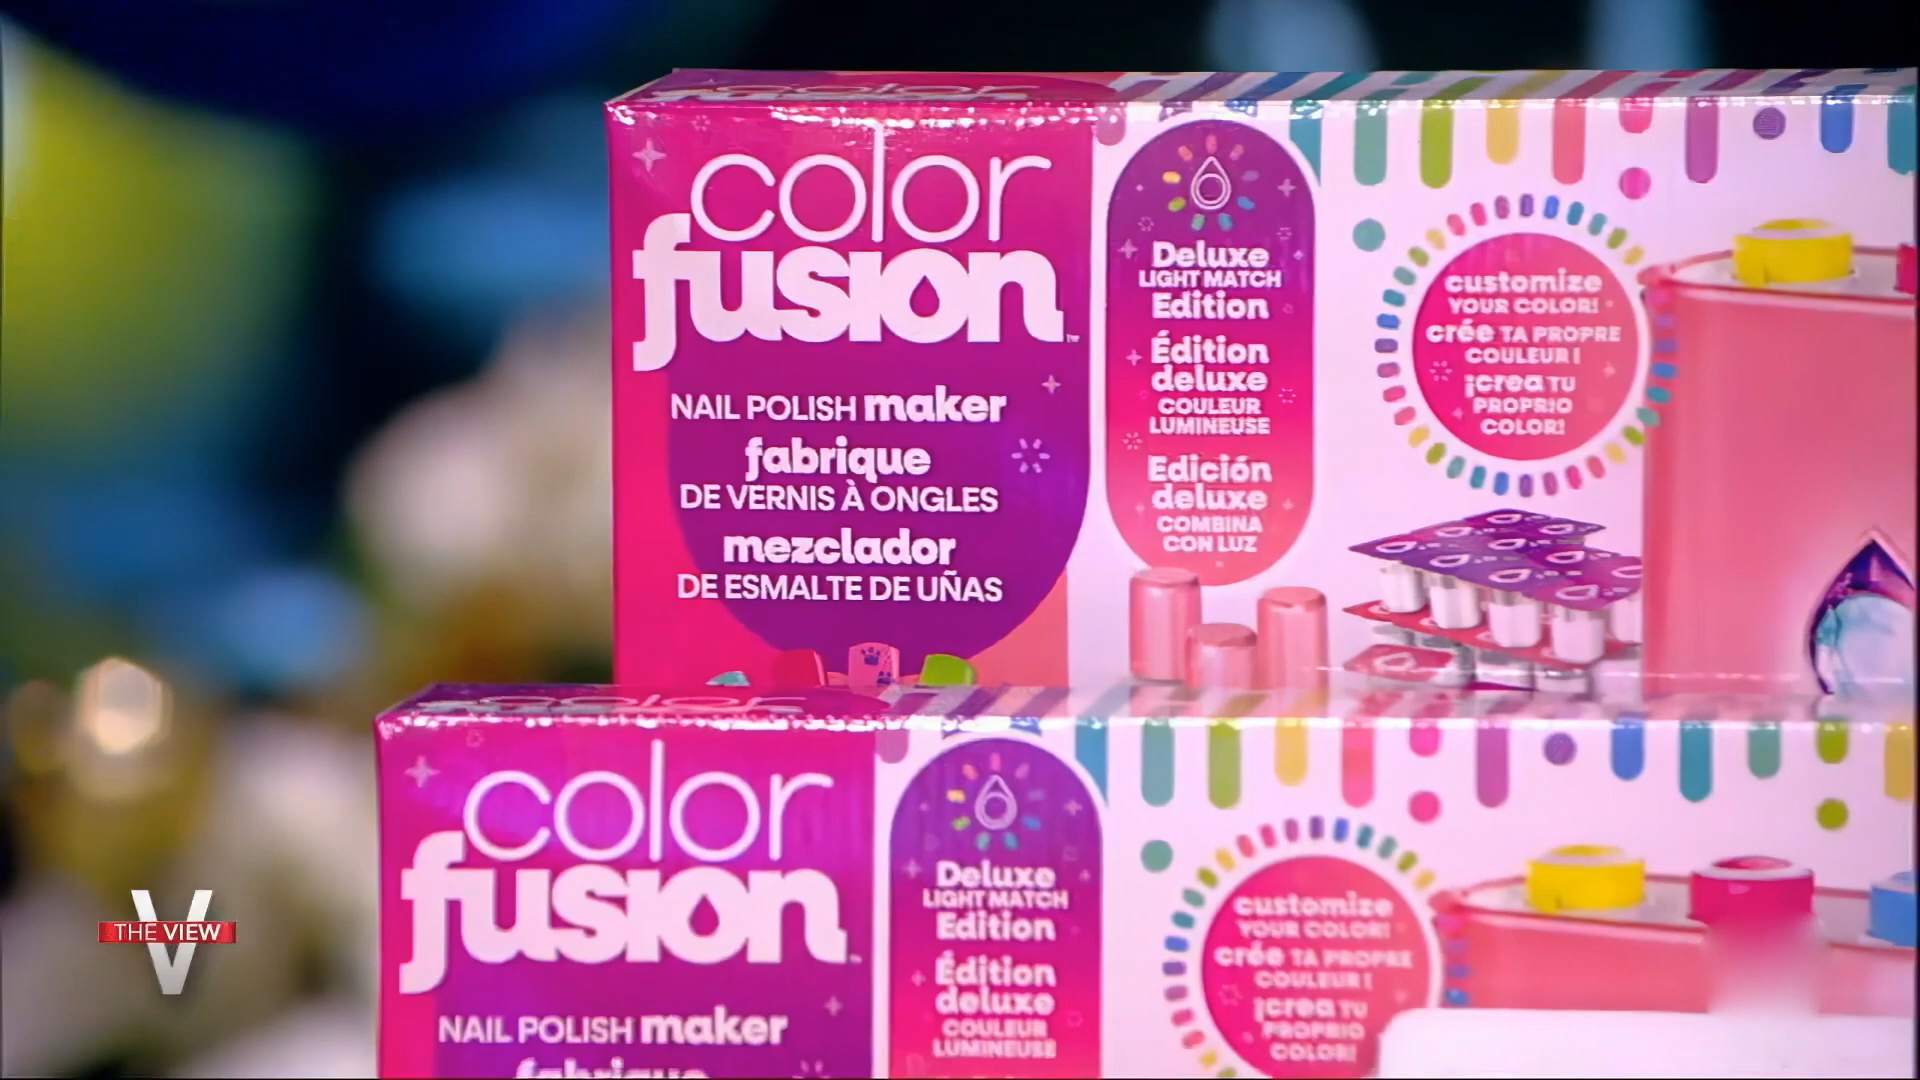 color
fusion
NAIL POLISH maker
fabrique
DE VERNIS À ONGLES
mezclador
DE ESMALTE DE UÑAS
Deluxe
LIGHT MATCH
Edition
Édition
deluxe
COULEUR
LUMINEUSE
Edición
deluxe
COMBINA
CON LUZ
customize
YOUR COLOR!
crée TA PROPRE
COULEUR !
¡crea TU
PROPRIO
COLOR!
color
fusion
NAIL POLISH maker
fabrique
Deluxe
LIGHT MATCH
Edition
Édition
deluxe
COULEUR
LUMINEUSE
customize
YOUR COLOR!
crée TA PROPRE
COULEUR !
¡crea TU
PROPRIO
COLOR!
V
THE VIEW